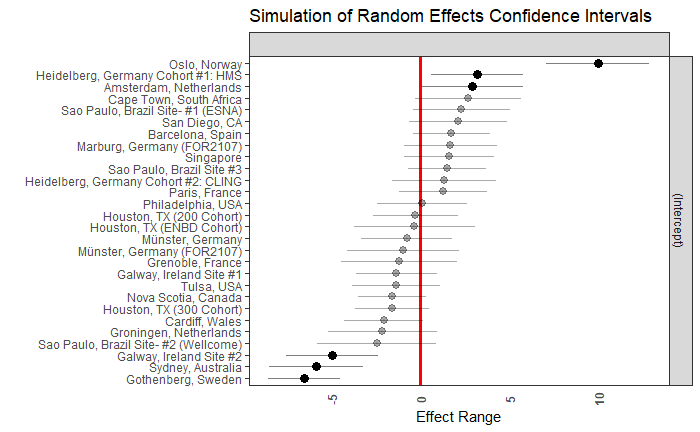 Simulation of Random Effects Confidence Intervals
Oslo, Norway
Heidelberg, Germany Cohort #1: HMS
Amsterdam, Netherlands
Cape Town, South Africa
Sao Paulo, Brazil Site- #1 (ESNA)
San Diego, CA
Barcelona, Spain
Marburg, Germany (FOR2107)
Singapore
Sao Paulo, Brazil Site #3
Heidelberg, Germany Cohort #2: CLING
Paris, France
Philadelphia, USA
Houston, TX (200 Cohort)
Houston, TX (ENBD Cohort)
Münster, Germany
Münster, Germany (FOR2107)
Grenoble, France
Galway, Ireland Site #1
Tulsa, USA
Nova Scotia, Canada
Houston, TX (300 Cohort)
Cardiff, Wales
Groningen, Netherlands
Sao Paulo, Brazil Site- #2 (Wellcome)
Galway, Ireland Site #2
Sydney, Australia
Gothenberg, Sweden
(Intercept)
-5 0 5 10
Effect Range